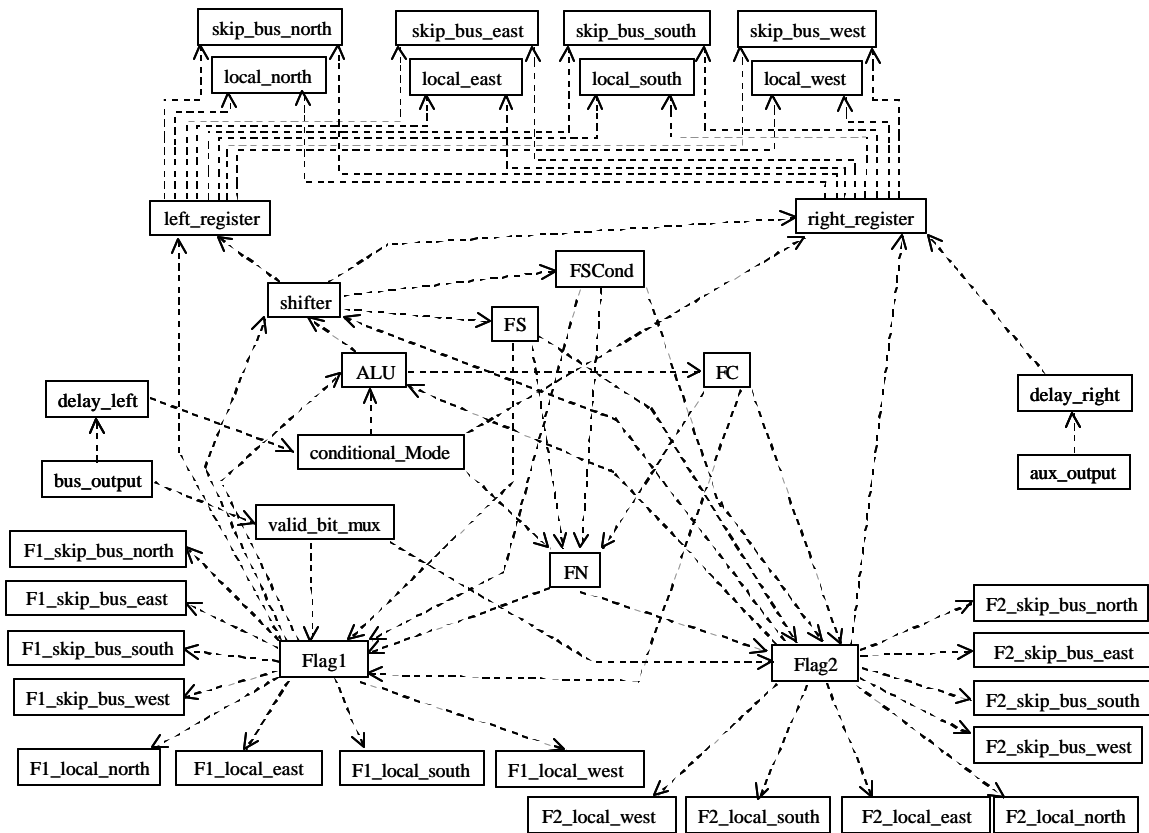 skip_bus_north
skip_bus_east
skip_bus_south
skip_bus_west
local_north
local_east
local_south
local_west
left_register
right_register
FSCond
shifter
FS
ALU
FC
delay_left
delay_right
conditional_Mode
bus_output
aux_output
valid_bit_mux
F1_skip_bus_north
FN
F1_skip_bus_east
F2_skip_bus_north
F1_skip_bus_south
Flag1
Flag2
F2_skip_bus_east
F1_skip_bus_west
F2_skip_bus_south
F2_skip_bus_west
F1_local_north
F1_local_east
F1_local_south
F1_local_west
F2_local_west
F2_local_south
F2_local_east
F2_local_north